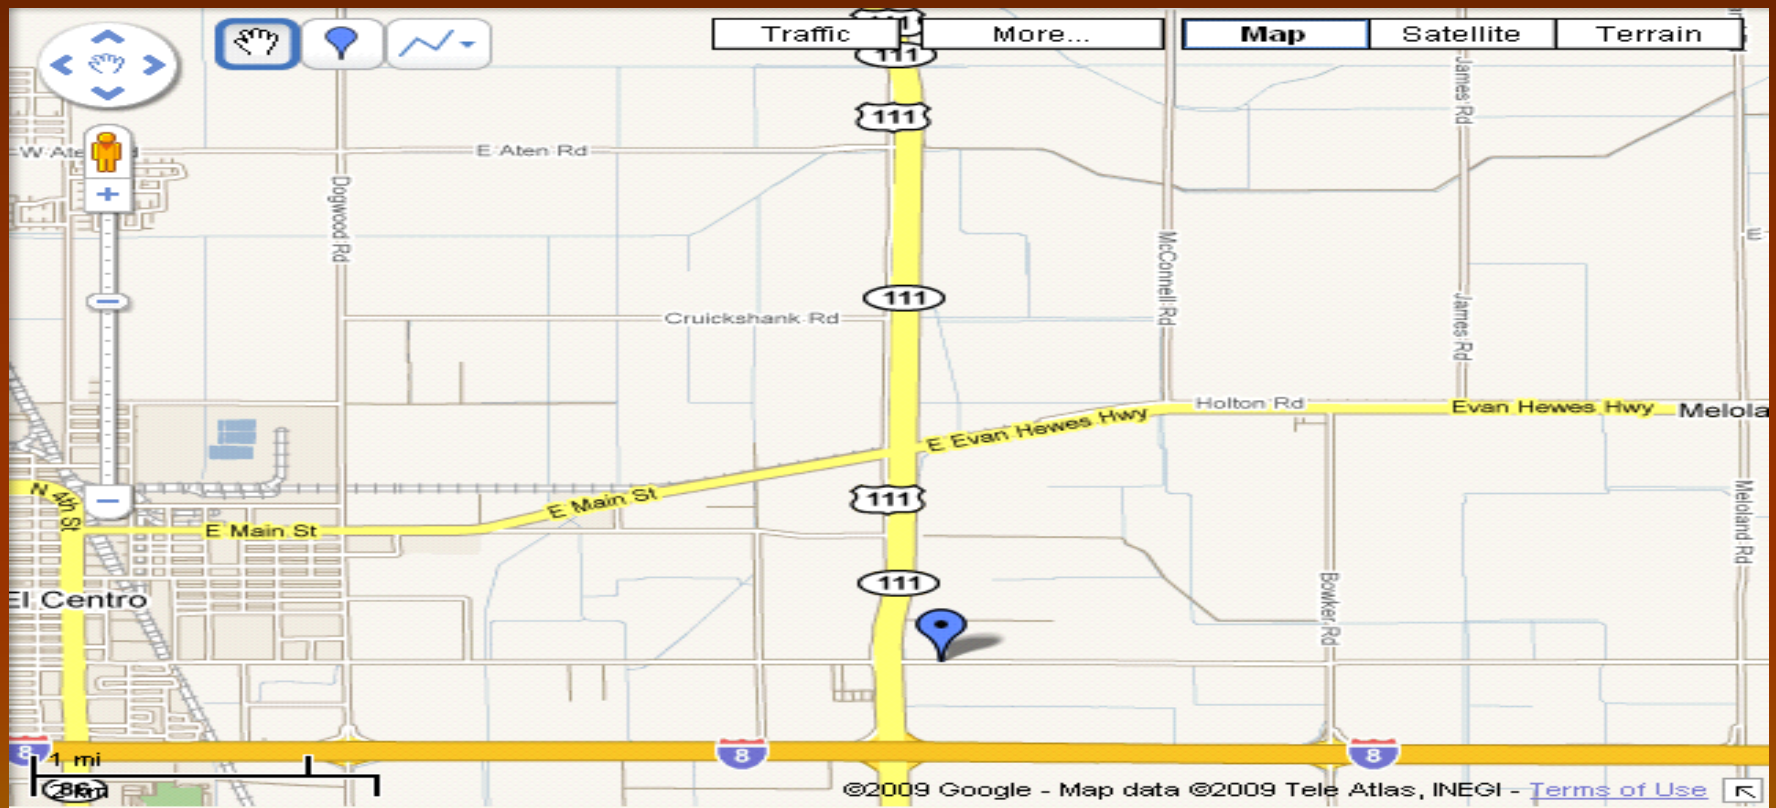 111
Traffic
More...
Map
Satellite
Terrain
111
111
James Rd
W Ate
E Aten Rd
Dogwood Rd
McConnell Rd
111
Cruickshank Rd
James Rd
Holton Rd
Evan Hewes Hwy
Melola
E Evan Hewes Hwy
N 4th St
E Main St
111
E Main St
Meloland Rd
111
El Centro
Bowker Rd
8
8
8
1 mi
86
©2009 Google - Map data ©2009 Tele Atlas, INEGI - Terms of Use